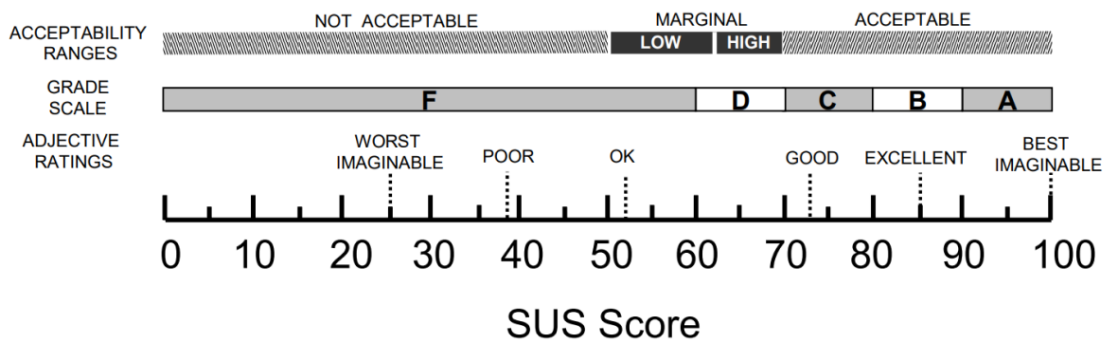 NOT ACCEPTABLE MARGINAL ACCEPTABLE
ACCEPTABILITY
RANGES
LOW HIGH
GRADE
SCALE
F D C B A
ADJECTIVE
RATINGS
WORST
IMAGINABLE
POOR
OK
GOOD
EXCELLENT
BEST
IMAGINABLE
0 10 20 30 40 50 60 70 80 90 100
SUS Score